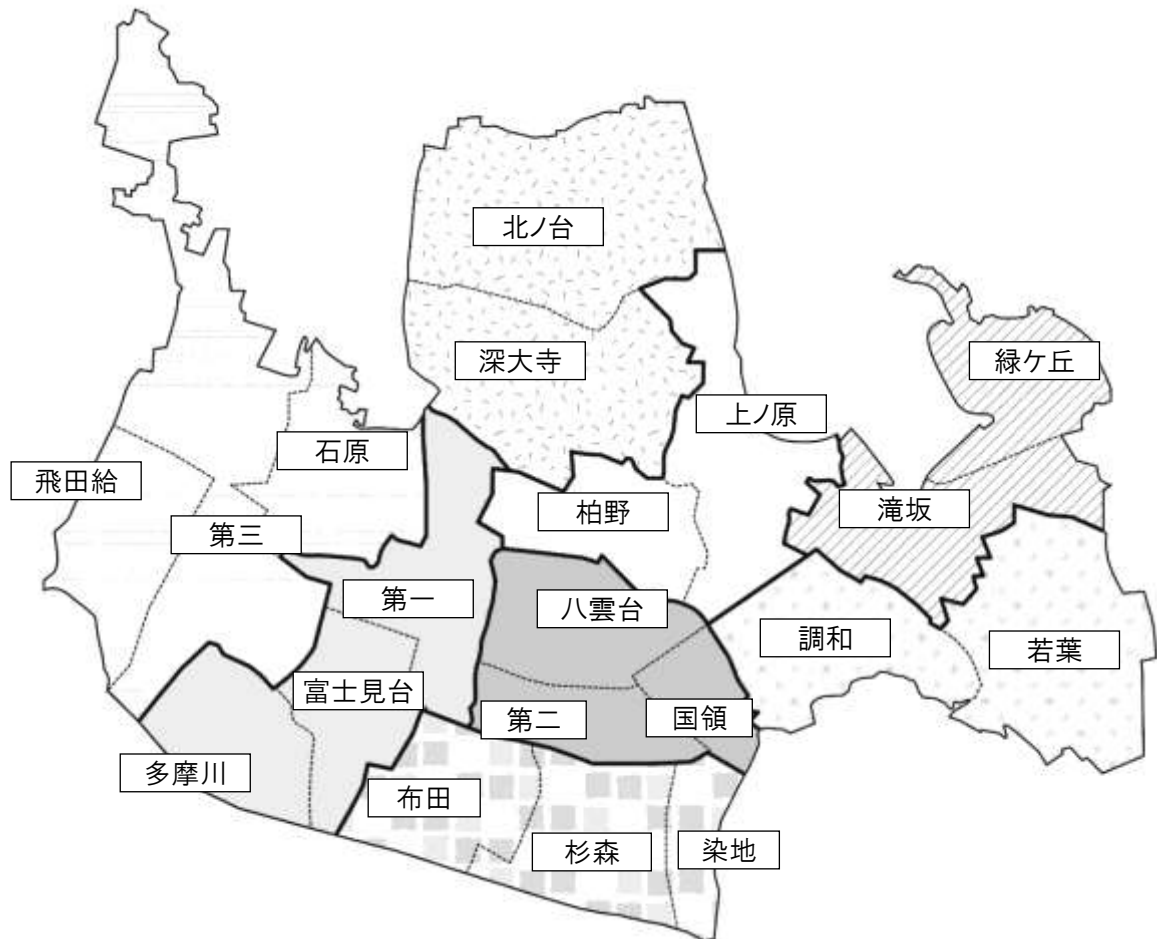 北ノ台
深大寺
緑ケ丘
上ノ原
石原
飛田給
柏野
滝坂
第三
第一
八雲台
調和
若葉
富士見台
第二
国領
多摩川
布田
杉森
染地